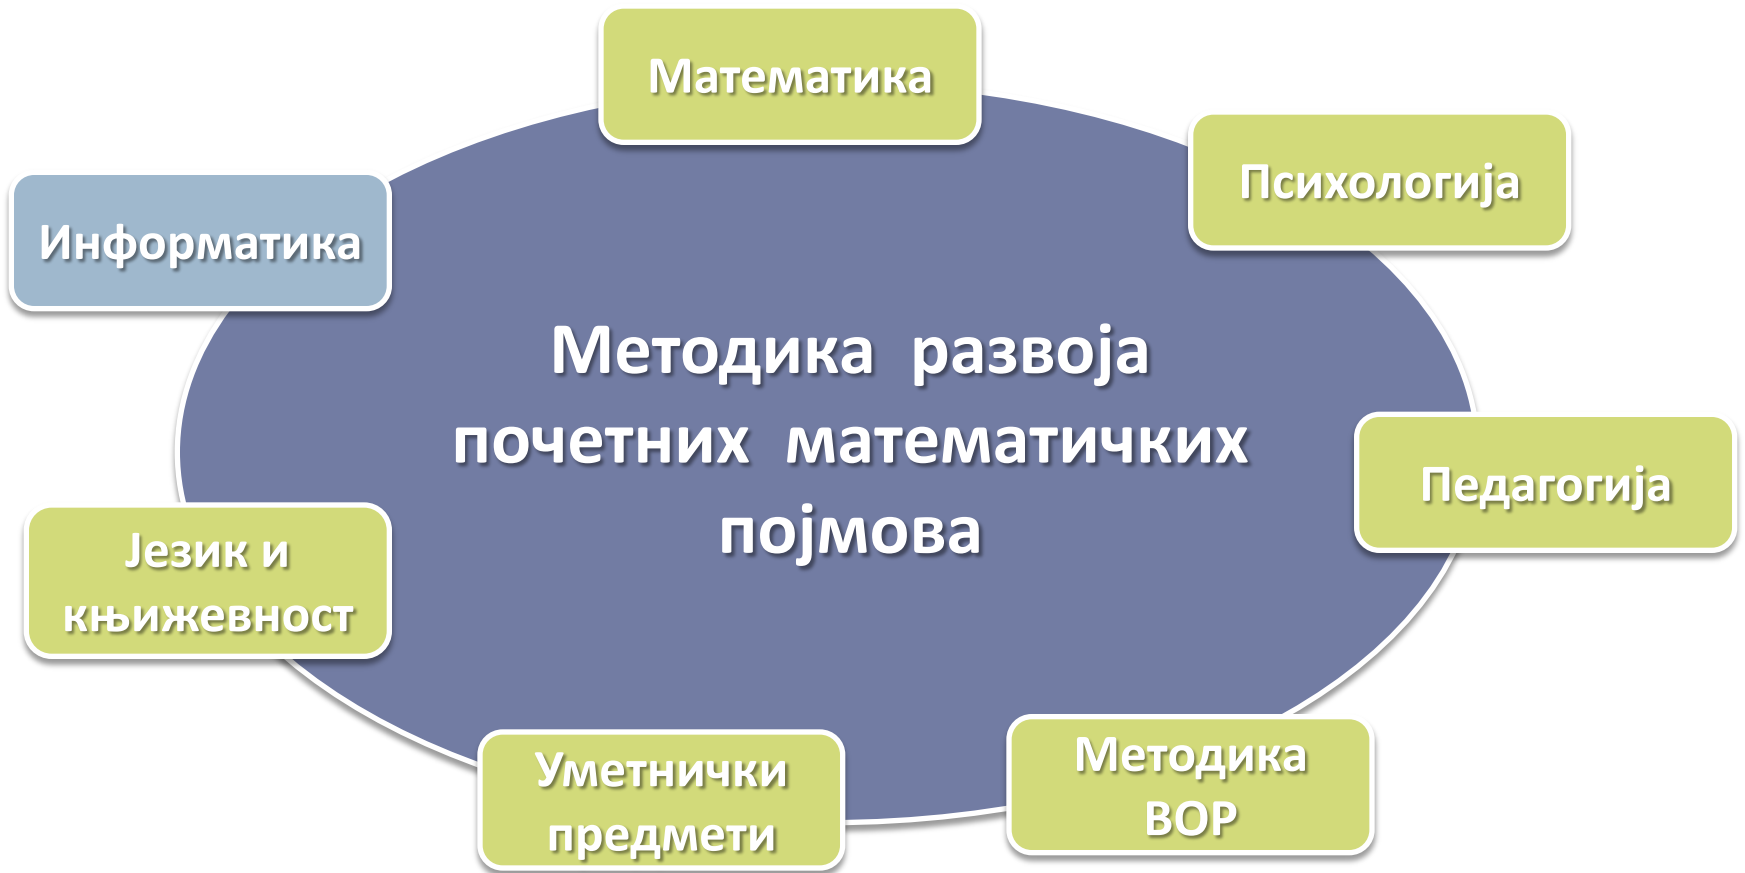 Математика
Психологија
Информатика
Методика развоја
почетних математичких
појмова
Педагогија
Језик и
књижевност
Уметнички
предмети
Методика
ВОР